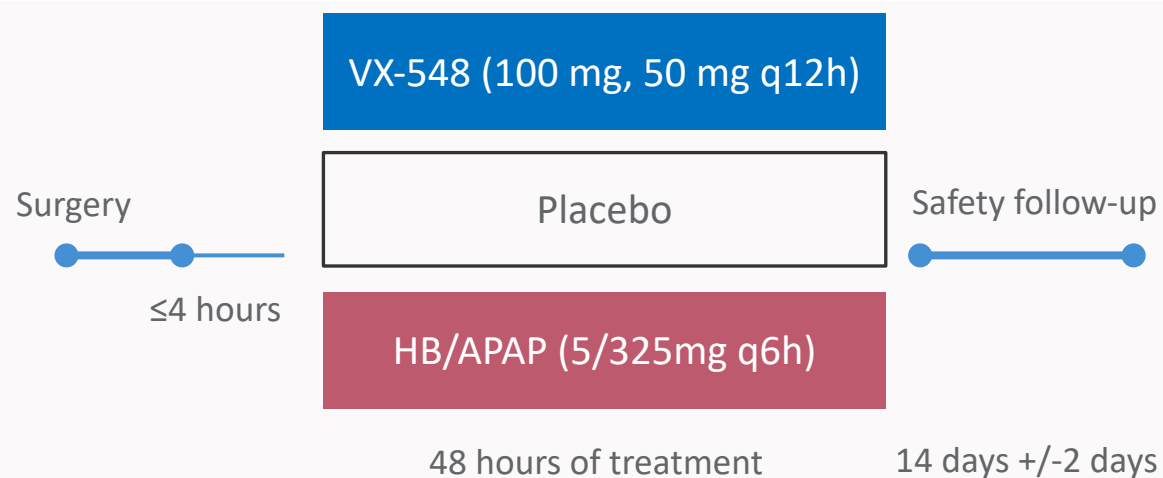 VX-548 (100 mg, 50 mg q12h)
Surgery
Placebo
Safety follow-up
≤4 hours
HB/APAP (5/325mg q6h)
48 hours of treatment
14 days +/-2 days